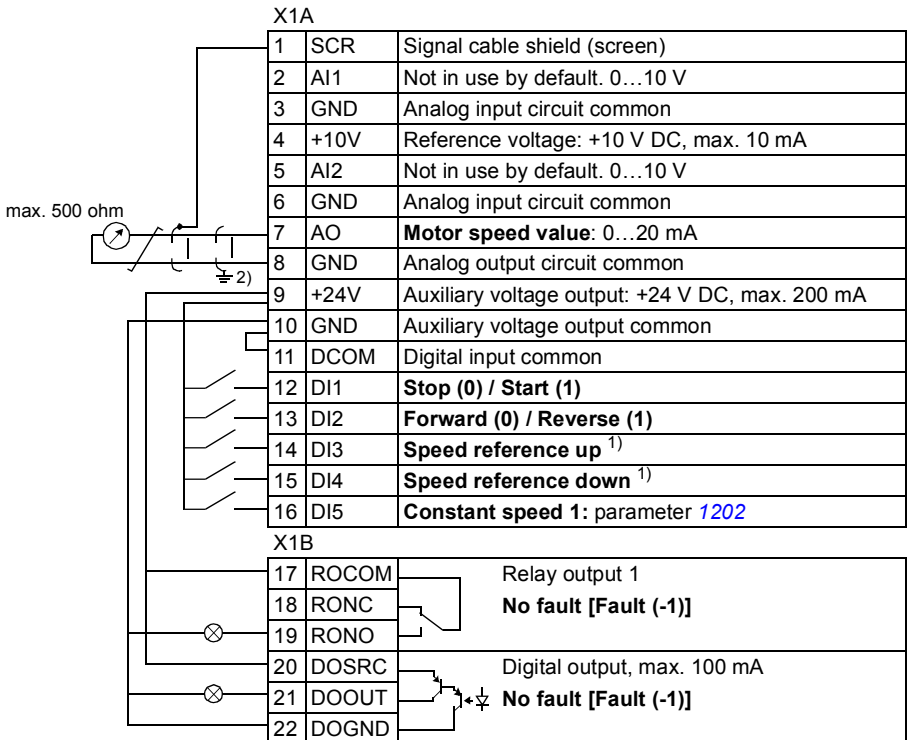 X1A
1 SCR Signal cable shield (screen)
2 AI1 Not in use by default. 0…10 V
3 GND Analog input circuit common
4 +10V Reference voltage: +10 V DC, max. 10 mA
5 AI2 Not in use by default. 0…10 V
6 GND Analog input circuit common
max. 500 ohm
7 AO Motor speed value: 0…20 mA
8 GND Analog output circuit common
2)
9 +24V Auxiliary voltage output: +24 V DC, max. 200 mA
10 GND Auxiliary voltage output common
11 DCOM Digital input common
12 DI1 Stop (0) / Start (1)
13 DI2 Forward (0) / Reverse (1)
14 DI3 Speed reference up 1)
15 DI4 Speed reference down 1)
16 DI5 Constant speed 1: parameter 1202
X1B
17 ROCOM Relay output 1
18 RONC No fault [Fault (-1)]
19 RONO
20 DOSRC Digital output, max. 100 mA
21 DOOUT No fault [Fault (-1)]
22 DOGND